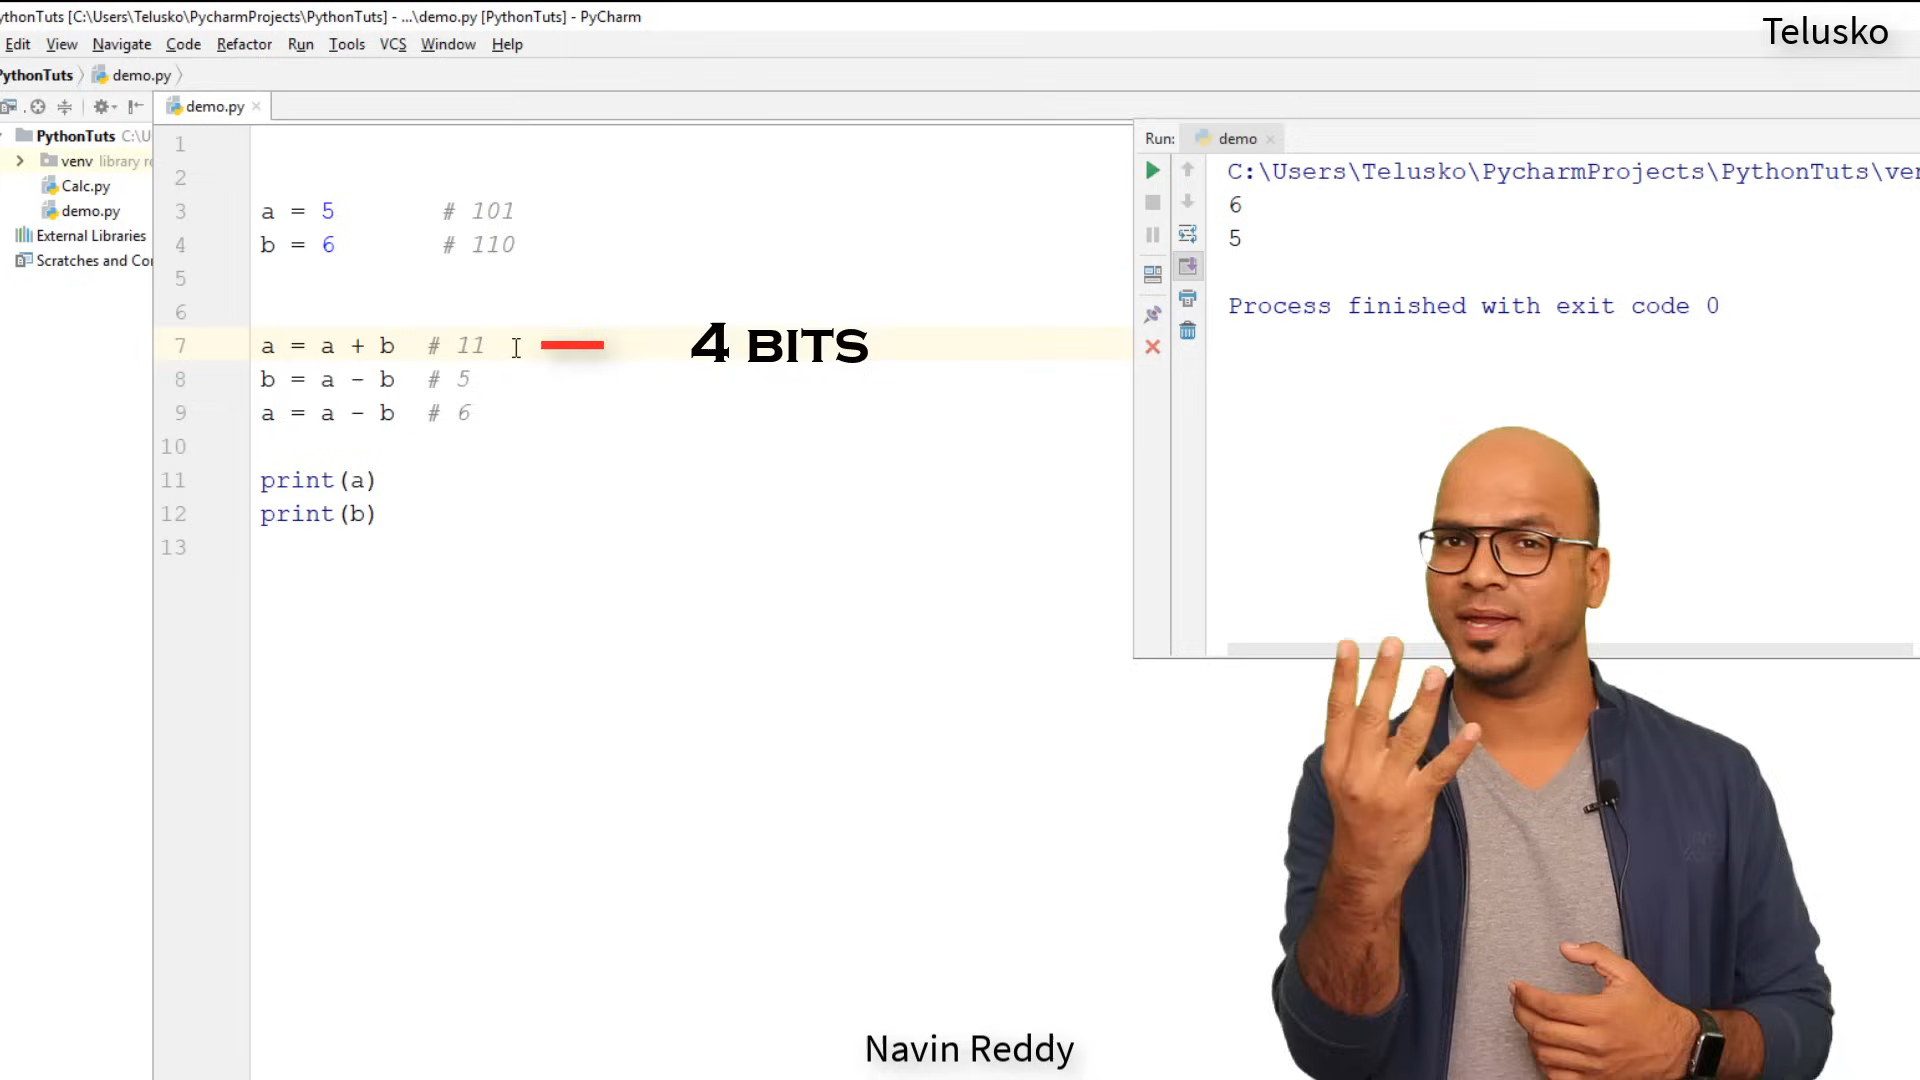 ythonTuts [C:\Users\Telusko\PycharmProjects\PythonTuts] - ...\demo.py [PythonTuts] - PyCharm
Telusko
Edit View Navigate Code Refactor Run Tools VCS Window Help
PythonTuts demo.py
demo.py
PythonTuts C:\U
venv library ro
Calc.py
demo.py
External Libraries
Scratches and Co
1
2
3 a = 5 # 101
4 b = 6 # 110
5
6
7 a = a + b # 11
4 BITS
8 b = a - b # 5
9 a = a - b # 6
10
11 print(a)
12 print(b)
13
Run: demo
C:\Users\Telusko\PycharmProjects\PythonTuts\ve
6
5
Process finished with exit code 0
Navin Reddy